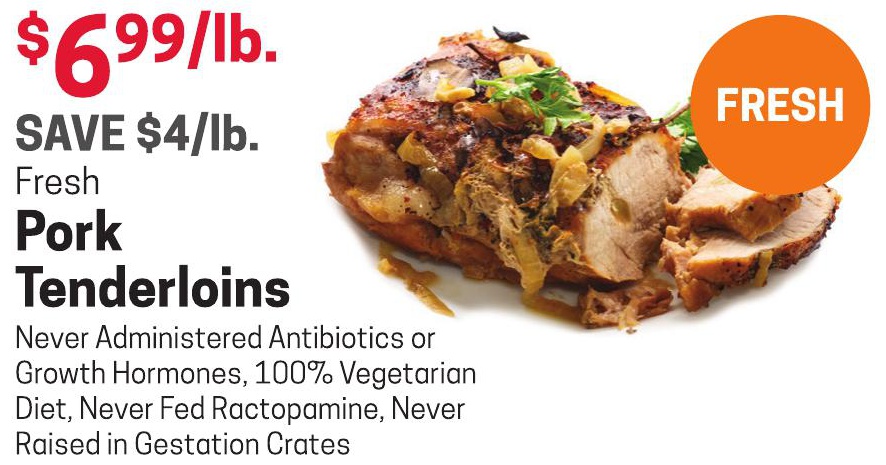 $6.99/lb.
SAVE $4/lb.
Fresh
Pork
Tenderloins
Never Administered Antibiotics or
Growth Hormones, 100% Vegetarian
Diet, Never Fed Ractopamine, Never
Raised in Gestation Crates
FRESH